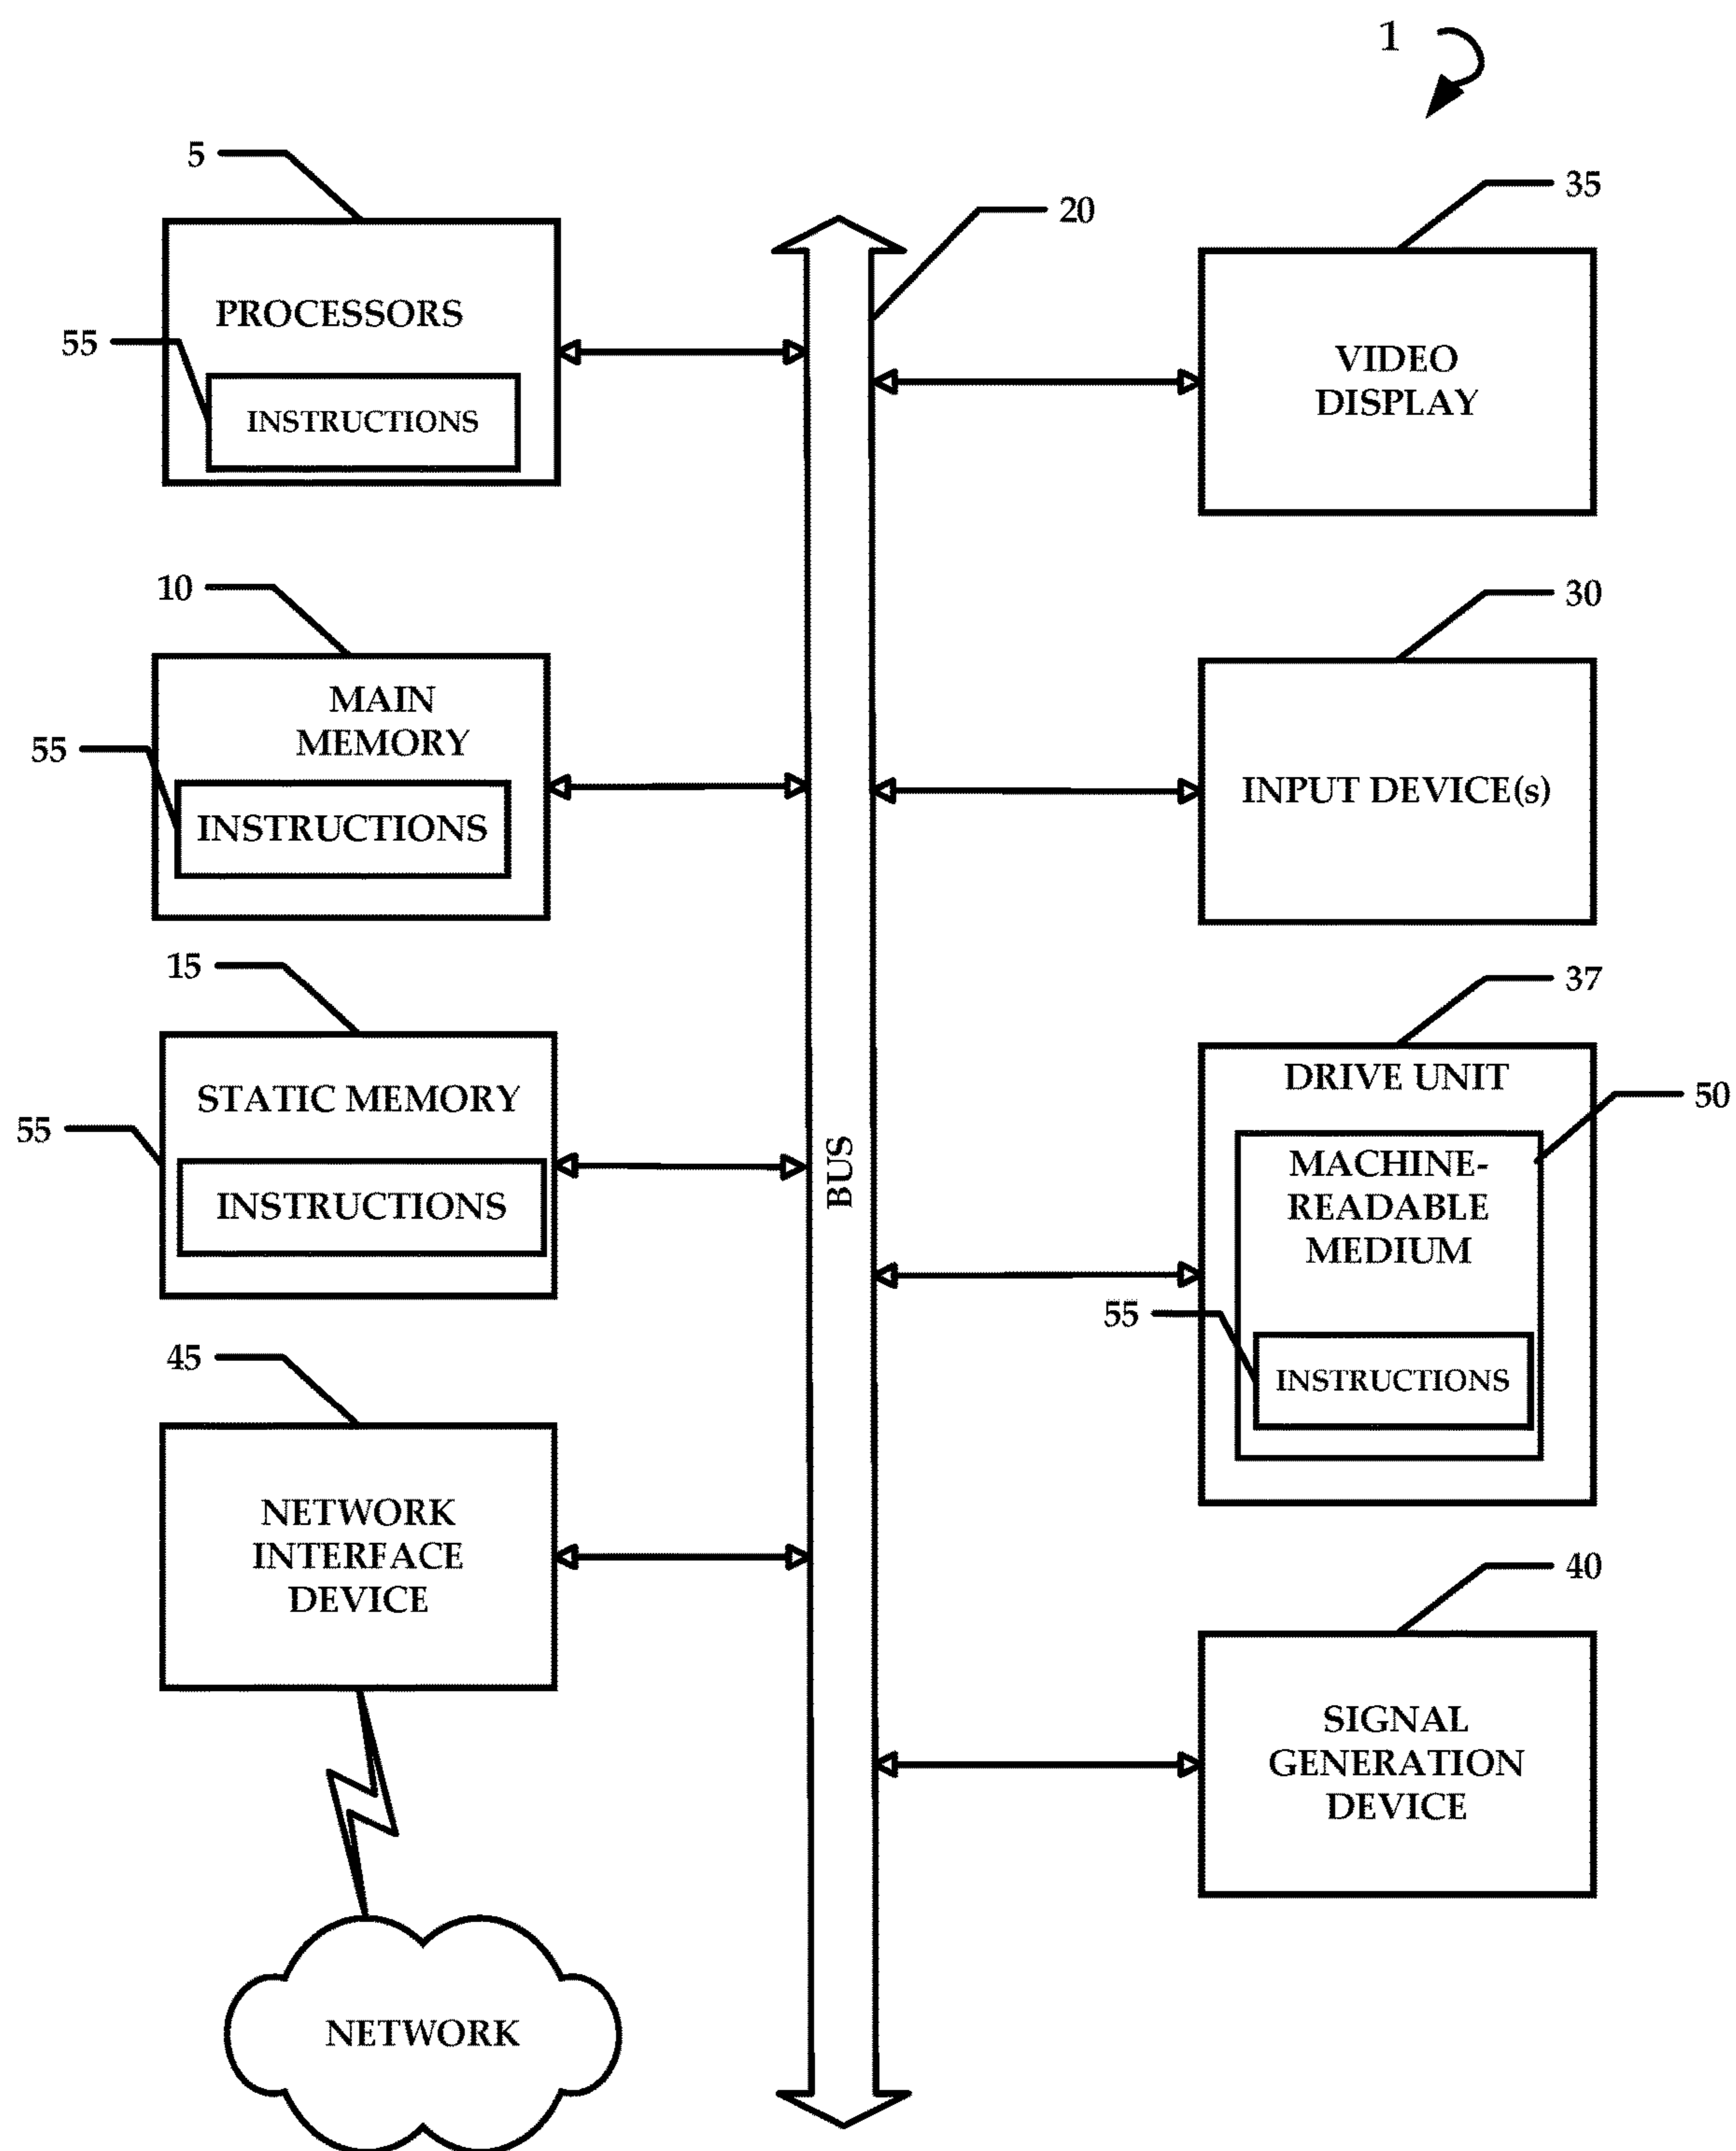 1
5
PROCESSORS
55
INSTRUCTIONS
10
MAIN
MEMORY
55
INSTRUCTIONS
15
STATIC MEMORY
55
INSTRUCTIONS
45
NETWORK
INTERFACE
DEVICE
NETWORK
20
BUS
35
VIDEO
DISPLAY
30
INPUT DEVICE(s)
37
DRIVE UNIT
50
MACHINE-
READABLE
MEDIUM
55
INSTRUCTIONS
40
SIGNAL
GENERATION
DEVICE